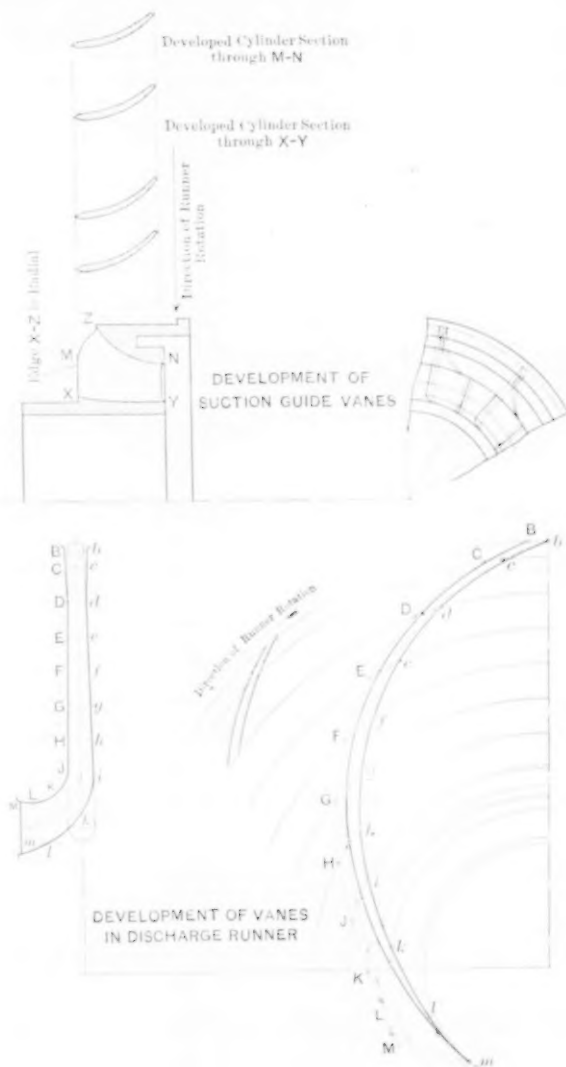 Developed Cylinder Section
through M-N
Developed Cylinder Section
through X-Y
Direction of Runner
Rotation
Edge X-Z is Radial
Z
M
N
X
Y
DEVELOPMENT OF
SUCTION GUIDE VANES
B
b
C
c
D
d
E
e
F
f
G
g
H
h
J
i
K
L
M
k
m
l
Direction of Runner Rotation
B
b
C
c
D
d
E
e
F
f
G
h
H
i
J
k
K
L
l
M
m
DEVELOPMENT OF VANES
IN DISCHARGE RUNNER